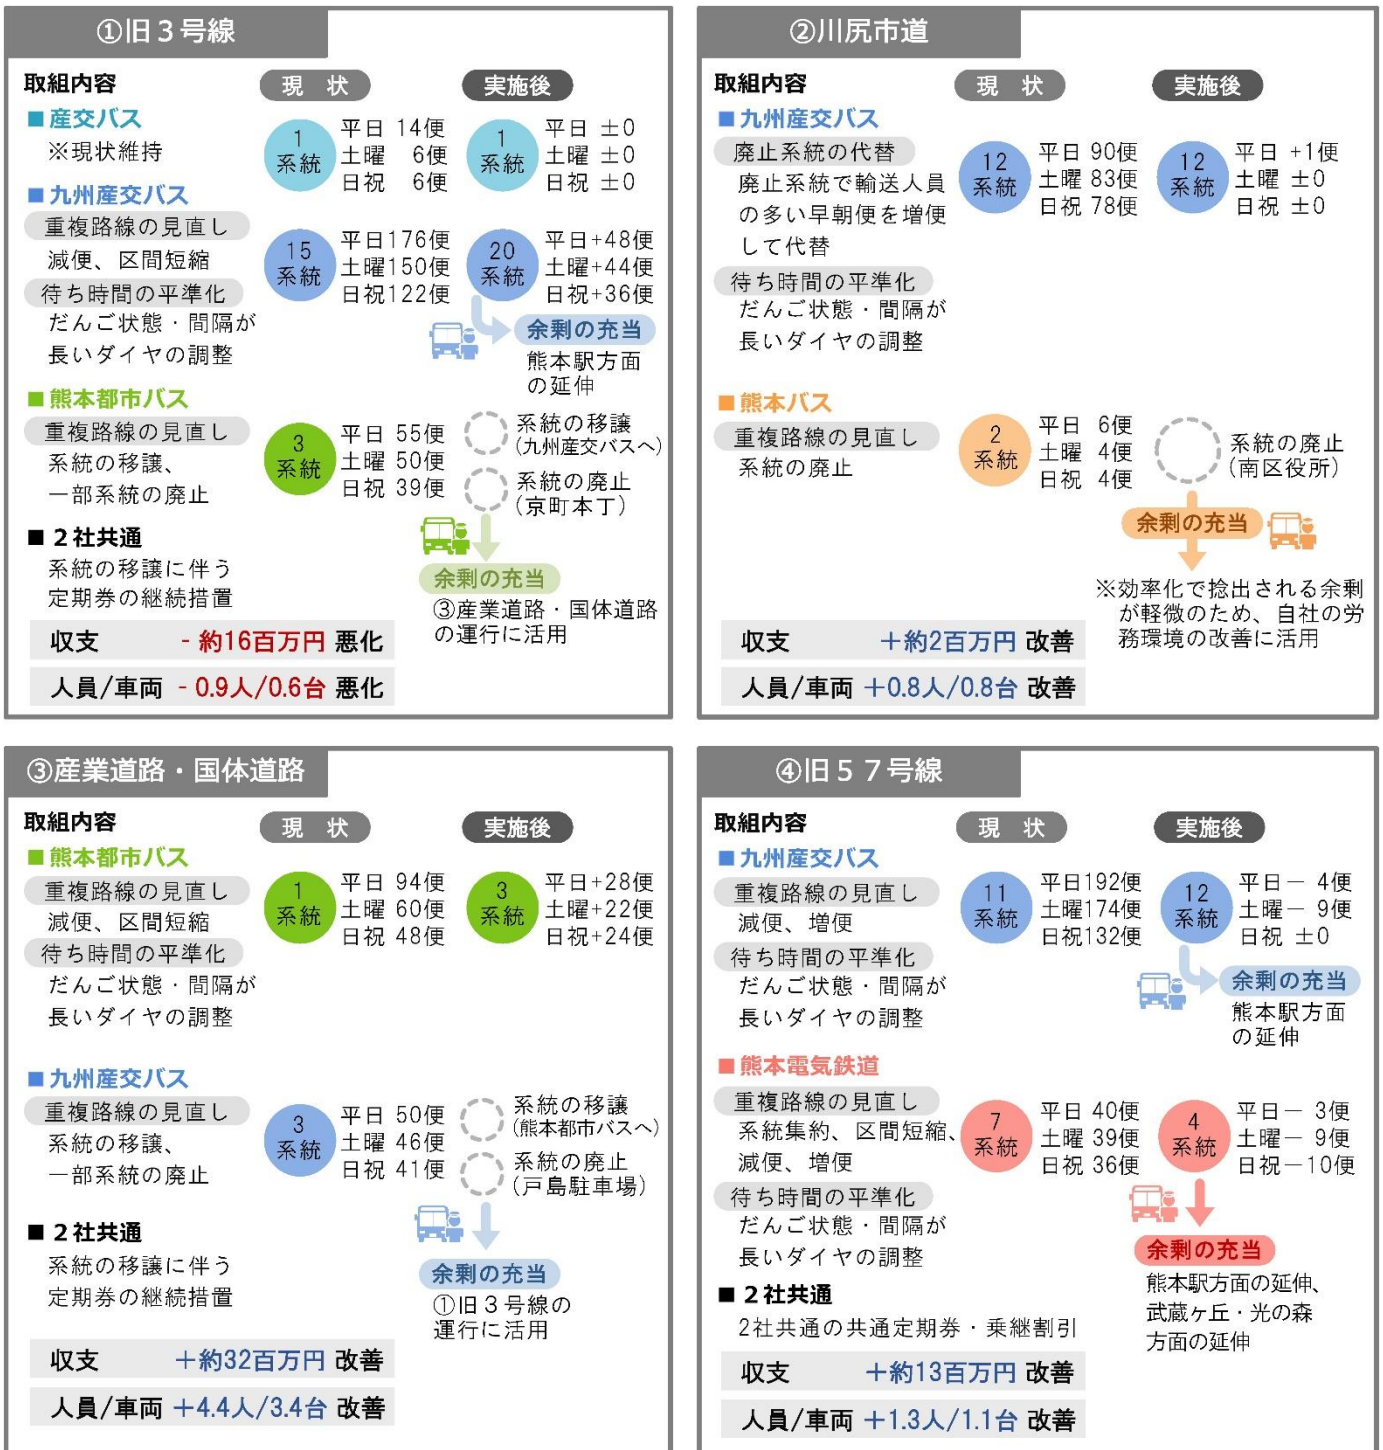 ①旧３号線
取組内容
現 状
実施後
■産交バス
※現状維持
1
系統
平日 14便
土曜 6便
日祝 6便
1
系統
平日 ±0
土曜 ±0
日祝 ±0
■九州産交バス
重複路線の見直し
減便、区間短縮
待ち時間の平準化
だんご状態・間隔が
長いダイヤの調整
15
系統
平日176便
土曜150便
日祝122便
20
系統
平日+48便
土曜+44便
日祝+36便
余剰の充当
熊本駅方面
の延伸
■熊本都市バス
重複路線の見直し
系統の移譲、
一部系統の廃止
3
系統
平日 55便
土曜 50便
日祝 39便
系統の移譲
(九州産交バスへ)
系統の廃止
(京町本丁)
余剰の充当
③産業道路・国体道路
の運行に活用
■２社共通
系統の移譲に伴う
定期券の継続措置
収支 - 約16百万円 悪化
人員/車両 - 0.9人/0.6台 悪化
②川尻市道
取組内容
現 状
実施後
■九州産交バス
廃止系統の代替
廃止系統で輸送人員
の多い早朝便を増便
して代替
待ち時間の平準化
だんご状態・間隔が
長いダイヤの調整
12
系統
平日 90便
土曜 83便
日祝 78便
12
系統
平日 +1便
土曜 ±0
日祝 ±0
■熊本バス
重複路線の見直し
系統の廃止
2
系統
平日 6便
土曜 4便
日祝 4便
系統の廃止
(南区役所)
余剰の充当
※効率化で捻出される余剰
が軽微のため、自社の労
務環境の改善に活用
収支 +約2百万円 改善
人員/車両 +0.8人/0.8台 改善
③産業道路・国体道路
取組内容
現 状
実施後
■熊本都市バス
重複路線の見直し
減便、区間短縮
待ち時間の平準化
だんご状態・間隔が
長いダイヤの調整
1
系統
平日 94便
土曜 60便
日祝 48便
3
系統
平日+28便
土曜+22便
日祝+24便
■九州産交バス
重複路線の見直し
系統の移譲、
一部系統の廃止
3
系統
平日 50便
土曜 46便
日祝 41便
系統の移譲
(熊本都市バスへ)
系統の廃止
(戸島駐車場)
余剰の充当
①旧３号線の
運行に活用
■２社共通
系統の移譲に伴う
定期券の継続措置
収支 +約32百万円 改善
人員/車両 +4.4人/3.4台 改善
④旧５７号線
取組内容
現 状
実施後
■九州産交バス
重複路線の見直し
減便、増便
待ち時間の平準化
だんご状態・間隔が
長いダイヤの調整
11
系統
平日192便
土曜174便
日祝132便
12
系統
平日－ 4便
土曜－ 9便
日祝 ±0
余剰の充当
熊本駅方面
の延伸
■熊本電気鉄道
重複路線の見直し
系統集約、区間短縮、
減便、増便
待ち時間の平準化
だんご状態・間隔が
長いダイヤの調整
7
系統
平日 40便
土曜 39便
日祝 36便
4
系統
平日－ 3便
土曜－ 9便
日祝－10便
余剰の充当
熊本駅方面の延伸、
武蔵ヶ丘・光の森
方面の延伸
■２社共通
2社共通の共通定期券・乗継割引
収支 +約13百万円 改善
人員/車両 +1.3人/1.1台 改善